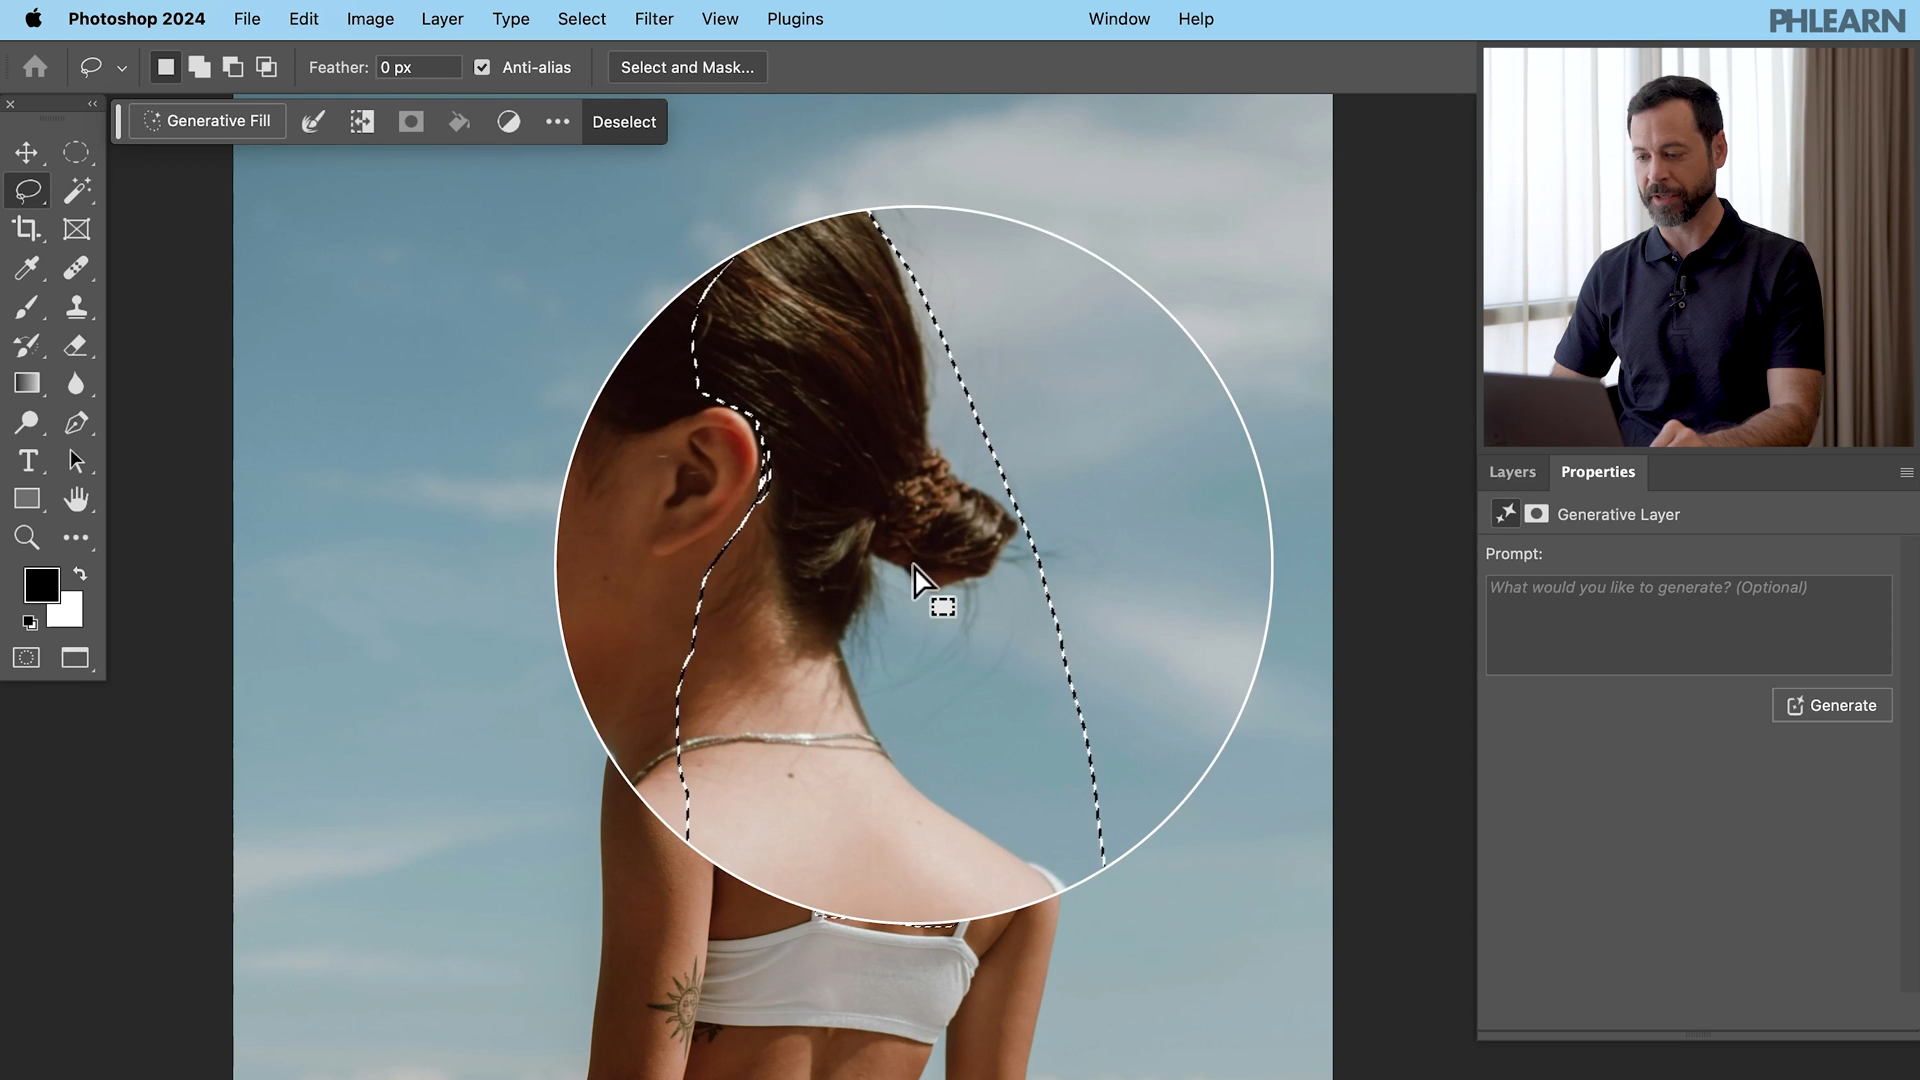 Photoshop 2024 File Edit Image Layer Type Select Filter View Plugins Window Help
PHLEARN
Feather: 0 px Anti-alias Select and Mask...
Generative Fill Deselect
Layers Properties
Generative Layer
Prompt:
What would you like to generate? (Optional)
Generate